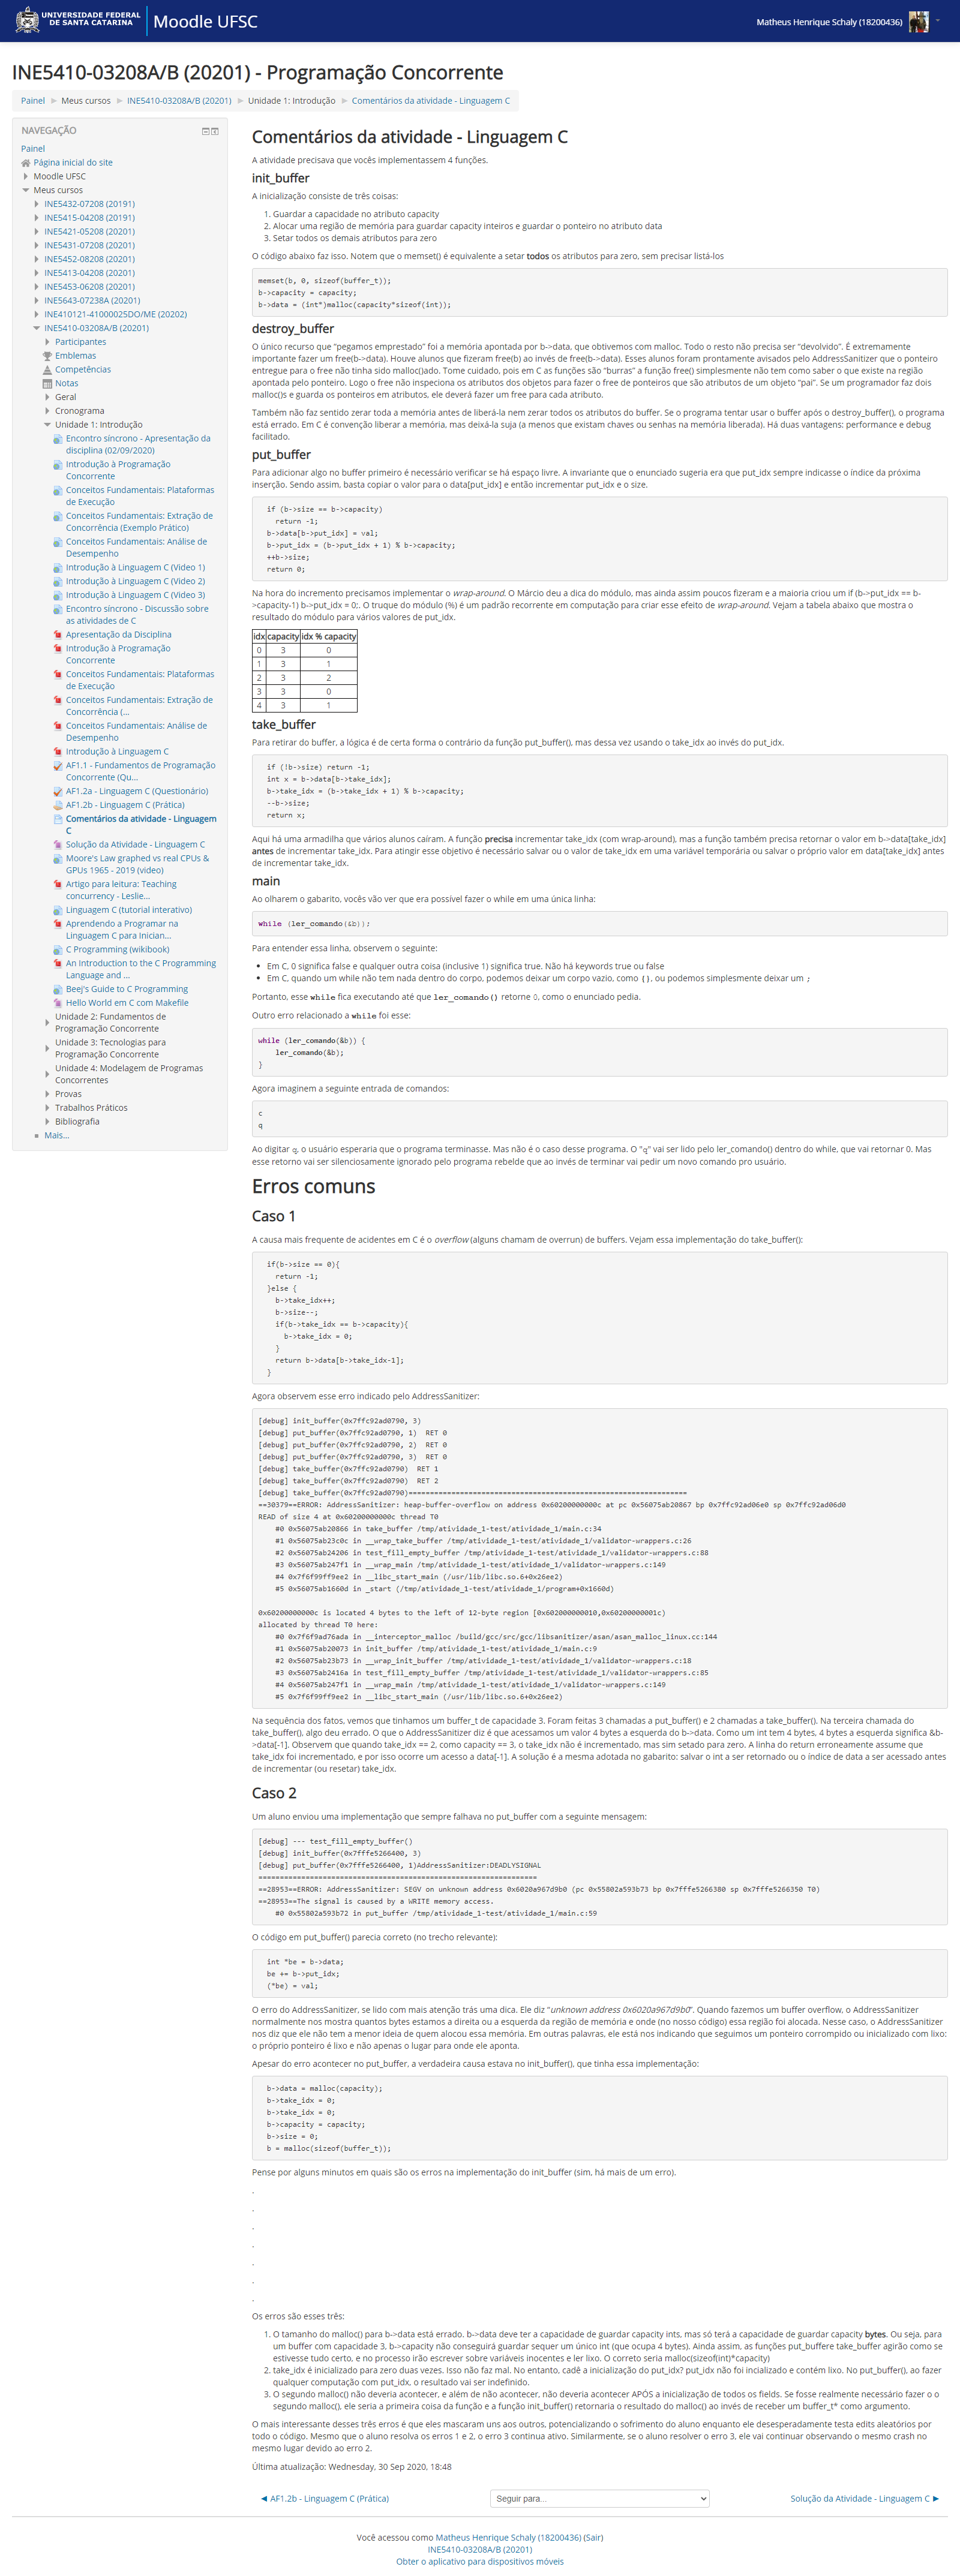 UNIVERSIDADE FEDERAL
DE SANTA CATARINA
Moodle UFSC
Matheus Henrique Schaly (18200436)
INE5410-03208A/B (20201) - Programação Concorrente
Painel ► Meus cursos ► INE5410-03208A/B (20201) ► Unidade 1: Introdução ► Comentários da atividade - Linguagem C
NAVEGAÇÃO
Painel
Página inicial do site
Moodle UFSC
Meus cursos
INE5432-07208 (20191)
INE5415-04208 (20191)
INE5421-05208 (20201)
INE5431-07208 (20201)
INE5452-08208 (20201)
INE5413-04208 (20201)
INE5453-06208 (20201)
INE5643-07238A (20201)
INE410121-41000025DO/ME (20202)
INE5410-03208A/B (20201)
Participantes
Emblemas
Competências
Notas
Geral
Cronograma
Unidade 1: Introdução
Encontro síncrono - Apresentação da
disciplina (02/09/2020)
Introdução à Programação
Concorrente
Conceitos Fundamentais: Plataformas
de Execução
Conceitos Fundamentais: Extração de
Concorrência (Exemplo Prático)
Conceitos Fundamentais: Análise de
Desempenho
Introdução à Linguagem C (Video 1)
Introdução à Linguagem C (Video 2)
Introdução à Linguagem C (Video 3)
Encontro síncrono - Discussão sobre
as atividades de C
Apresentação da Disciplina
Introdução à Programação
Concorrente
Conceitos Fundamentais: Plataformas
de Execução
Conceitos Fundamentais: Extração de
Concorrência (...
Conceitos Fundamentais: Análise de
Desempenho
Introdução à Linguagem C
AF1.1 - Fundamentos de Programação
Concorrente (Qu...
AF1.2a - Linguagem C (Questionário)
AF1.2b - Linguagem C (Prática)
Comentários da atividade - Linguagem
C
Solução da Atividade - Linguagem C
Moore's Law graphed vs real CPUs &
GPUs 1965 - 2019 (video)
Artigo para leitura: Teaching
concurrency - Leslie...
Linguagem C (tutorial interativo)
Aprendendo a Programar na
Linguagem C para Inician...
C Programming (wikibook)
An Introduction to the C Programming
Language and ...
Beej's Guide to C Programming
Hello World em C com Makefile
Unidade 2: Fundamentos de
Programação Concorrente
Unidade 3: Tecnologias para
Programação Concorrente
Unidade 4: Modelagem de Programas
Concorrentes
Provas
Trabalhos Práticos
Bibliografia
Mais...
Comentários da atividade - Linguagem C
A atividade precisava que vocês implementassem 4 funções.
init_buffer
A inicialização consiste de três coisas:
1. Guardar a capacidade no atributo capacity
2. Alocar uma região de memória para guardar capacity inteiros e guardar o ponteiro no atributo data
3. Setar todos os demais atributos para zero
O código abaixo faz isso. Notem que o memset() é equivalente a setar todos os atributos para zero, sem precisar listá-los
memset(b, 0, sizeof(buffer_t));
b->capacity = capacity;
b->data = (int*)malloc(capacity*sizeof(int));
destroy_buffer
O único recurso que “pegamos emprestado” foi a memória apontada por b->data, que obtivemos com malloc. Todo o resto não precisa ser “devolvido”. É extremamente
importante fazer um free(b->data). Houve alunos que fizeram free(b) ao invés de free(b->data). Esses alunos foram prontamente avisados pelo AddressSanitizer que o ponteiro
entregue para o free não tinha sido malloc()ado. Tome cuidado, pois em C as funções são “burras” a função free() simplesmente não tem como saber o que existe na região
apontada pelo ponteiro. Logo o free não inspeciona os atributos dos objetos para fazer o free de ponteiros que são atributos de um objeto “pai”. Se um programador faz dois
malloc()s e guarda os ponteiros em atributos, ele deverá fazer um free para cada atributo.
Também não faz sentido zerar toda a memória antes de liberá-la nem zerar todos os atributos do buffer. Se o programa tentar usar o buffer após o destroy_buffer(), o programa
está errado. Em C é convenção liberar a memória, mas deixá-la suja (a menos que existam chaves ou senhas na memória liberada). Há duas vantagens: performance e debug
facilitado.
put_buffer
Para adicionar algo no buffer primeiro é necessário verificar se há espaço livre. A invariante que o enunciado sugeria era que put_idx sempre indicasse o índice da próxima
inserção. Sendo assim, basta copiar o valor para o data[put_idx] e então incrementar put_idx e o size.
if (b->size == b->capacity)
return -1;
b->data[b->put_idx] = val;
b->put_idx = (b->put_idx + 1) % b->capacity;
++b->size;
return 0;
Na hora do incremento precisamos implementar o wrap-around. O Márcio deu a dica do módulo, mas ainda assim poucos fizeram e a maioria criou um if (b->put_idx == b-
>capacity-1) b->put_idx = 0;. O truque do módulo (%) é um padrão recorrente em computação para criar esse efeito de wrap-around. Vejam a tabela abaixo que mostra o
resultado do módulo para vários valores de put_idx.
idx capacity idx % capacity
0 3 0
1 3 1
2 3 2
3 3 0
4 3 1
take_buffer
Para retirar do buffer, a lógica é de certa forma o contrário da função put_buffer(), mas dessa vez usando o take_idx ao invés do put_idx.
if (!b->size) return -1;
int x = b->data[b->take_idx];
b->take_idx = (b->take_idx + 1) % b->capacity;
--b->size;
return x;
Aqui há uma armadilha que vários alunos caíram. A função precisa incrementar take_idx (com wrap-around), mas a função também precisa retornar o valor em b->data[take_idx]
antes de incrementar take_idx. Para atingir esse objetivo é necessário salvar ou o valor de take_idx em uma variável temporária ou salvar o próprio valor em data[take_idx] antes
de incrementar take_idx.
main
Ao olharem o gabarito, vocês vão ver que era possível fazer o while em uma única linha:
while (ler_comando(&b));
Para entender essa linha, observem o seguinte:
• Em C, 0 significa false e qualquer outra coisa (inclusive 1) significa true. Não há keywords true ou false
• Em C, quando um while não tem nada dentro do corpo, podemos deixar um corpo vazio, como {}, ou podemos simplesmente deixar um ;
Portanto, esse while fica executando até que ler_comando() retorne 0, como o enunciado pedia.
Outro erro relacionado a while foi esse:
while (ler_comando(&b)) {
ler_comando(&b);
}
Agora imaginem a seguinte entrada de comandos:
c
q
Ao digitar q, o usuário esperaria que o programa terminasse. Mas não é o caso desse programa. O “q” vai ser lido pelo ler_comando() dentro do while, que vai retornar 0. Mas
esse retorno vai ser silenciosamente ignorado pelo programa rebelde que ao invés de terminar vai pedir um novo comando pro usuário.
Erros comuns
Caso 1
A causa mais frequente de acidentes em C é o overflow (alguns chamam de overrun) de buffers. Vejam essa implementação do take_buffer():
if(b->size == 0){
return -1;
}else {
b->take_idx++;
b->size--;
if(b->take_idx == b->capacity){
b->take_idx = 0;
}
return b->data[b->take_idx-1];
}
Agora observem esse erro indicado pelo AddressSanitizer:
[debug] init_buffer(0x7ffc92ad0790, 3)
[debug] put_buffer(0x7ffc92ad0790, 1) RET 0
[debug] put_buffer(0x7ffc92ad0790, 2) RET 0
[debug] put_buffer(0x7ffc92ad0790, 3) RET 0
[debug] take_buffer(0x7ffc92ad0790) RET 1
[debug] take_buffer(0x7ffc92ad0790) RET 2
[debug] take_buffer(0x7ffc92ad0790)=================================================================
==30379==ERROR: AddressSanitizer: heap-buffer-overflow on address 0x60200000000c at pc 0x56075ab20867 bp 0x7ffc92ad06e0 sp 0x7ffc92ad06d0
READ of size 4 at 0x60200000000c thread T0
#0 0x56075ab20866 in take_buffer /tmp/atividade_1-test/atividade_1/main.c:34
#1 0x56075ab23c0c in __wrap_take_buffer /tmp/atividade_1-test/atividade_1/validator-wrappers.c:26
#2 0x56075ab24206 in test_fill_empty_buffer /tmp/atividade_1-test/atividade_1/validator-wrappers.c:88
#3 0x56075ab247f1 in __wrap_main /tmp/atividade_1-test/atividade_1/validator-wrappers.c:149
#4 0x7f6f99ff9ee2 in __libc_start_main (/usr/lib/libc.so.6+0x26ee2)
#5 0x56075ab1660d in _start (/tmp/atividade_1-test/atividade_1/program+0x1660d)
0x60200000000c is located 4 bytes to the left of 12-byte region [0x602000000010,0x60200000001c)
allocated by thread T0 here:
#0 0x7f6f9ad76ada in __interceptor_malloc /build/gcc/src/gcc/libsanitizer/asan/asan_malloc_linux.cc:144
#1 0x56075ab20073 in init_buffer /tmp/atividade_1-test/atividade_1/main.c:9
#2 0x56075ab23b73 in __wrap_init_buffer /tmp/atividade_1-test/atividade_1/validator-wrappers.c:18
#3 0x56075ab2416a in test_fill_empty_buffer /tmp/atividade_1-test/atividade_1/validator-wrappers.c:85
#4 0x56075ab247f1 in __wrap_main /tmp/atividade_1-test/atividade_1/validator-wrappers.c:149
#5 0x7f6f99ff9ee2 in __libc_start_main (/usr/lib/libc.so.6+0x26ee2)
Na sequência dos fatos, vemos que tinhamos um buffer_t de capacidade 3. Foram feitas 3 chamadas a put_buffer() e 2 chamadas a take_buffer(). Na terceira chamada do
take_buffer(), algo deu errado. O que o AddressSanitizer diz é que acessamos um valor 4 bytes a esquerda do b->data. Como um int tem 4 bytes, 4 bytes a esquerda significa &b-
>data[-1]. Observem que quando take_idx == 2, como capacity == 3, o take_idx não é incrementado, mas sim setado para zero. A linha do return erroneamente assume que
take_idx foi incrementado, e por isso ocorre um acesso a data[-1]. A solução é a mesma adotada no gabarito: salvar o int a ser retornado ou o índice de data a ser acessado antes
de incrementar (ou resetar) take_idx.
Caso 2
Um aluno enviou uma implementação que sempre falhava no put_buffer com a seguinte mensagem:
[debug] --- test_fill_empty_buffer()
[debug] init_buffer(0x7fffe5266400, 3)
[debug] put_buffer(0x7fffe5266400, 1)AddressSanitizer:DEADLYSIGNAL
=================================================================
==28953==ERROR: AddressSanitizer: SEGV on unknown address 0x6020a967d9b0 (pc 0x55802a593b73 bp 0x7fffe5266380 sp 0x7fffe5266350 T0)
==28953==The signal is caused by a WRITE memory access.
#0 0x55802a593b72 in put_buffer /tmp/atividade_1-test/atividade_1/main.c:59
O código em put_buffer() parecia correto (no trecho relevante):
int *be = b->data;
be += b->put_idx;
(*be) = val;
O erro do AddressSanitizer, se lido com mais atenção trás uma dica. Ele diz “unknown address 0x6020a967d9b0”. Quando fazemos um buffer overflow, o AddressSanitizer
normalmente nos mostra quantos bytes estamos a direita ou a esquerda da região de memória e onde (no nosso código) essa região foi alocada. Nesse caso, o AddressSanitizer
nos diz que ele não tem a menor ideia de quem alocou essa memória. Em outras palavras, ele está nos indicando que seguimos um ponteiro corrompido ou inicializado com lixo:
o próprio ponteiro é lixo e não apenas o lugar para onde ele aponta.
Apesar do erro acontecer no put_buffer, a verdadeira causa estava no init_buffer(), que tinha essa implementação:
b->data = malloc(capacity);
b->take_idx = 0;
b->take_idx = 0;
b->capacity = capacity;
b->size = 0;
b = malloc(sizeof(buffer_t));
Pense por alguns minutos em quais são os erros na implementação do init_buffer (sim, há mais de um erro).
.
.
.
.
.
.
.
Os erros são esses três:
1. O tamanho do malloc() para b->data está errado. b->data deve ter a capacidade de guardar capacity ints, mas só terá a capacidade de guardar capacity bytes. Ou seja, para
um buffer com capacidade 3, b->capacity não conseguirá guardar sequer um único int (que ocupa 4 bytes). Ainda assim, as funções put_buffere take_buffer agirão como se
estivesse tudo certo, e no processo irão escrever sobre variáveis inocentes e ler lixo. O correto seria malloc(sizeof(int)*capacity)
2. take_idx é inicializado para zero duas vezes. Isso não faz mal. No entanto, cadê a inicialização do put_idx? put_idx não foi incializado e contém lixo. No put_buffer(), ao fazer
qualquer computação com put_idx, o resultado vai ser indefinido.
3. O segundo malloc() não deveria acontecer, e além de não acontecer, não deveria acontecer APÓS a inicialização de todos os fields. Se fosse realmente necessário fazer o o
segundo malloc(), ele seria a primeira coisa da função e a função init_buffer() retornaria o resultado do malloc() ao invés de receber um buffer_t* como argumento.
O mais interessante desses três erros é que eles mascaram uns aos outros, potencializando o sofrimento do aluno enquanto ele desesperadamente testa edits aleatórios por
todo o código. Mesmo que o aluno resolva os erros 1 e 2, o erro 3 continua ativo. Similarmente, se o aluno resolver o erro 3, ele vai continuar observando o mesmo crash no
mesmo lugar devido ao erro 2.
Última atualização: Wednesday, 30 Sep 2020, 18:48
◄ AF1.2b - Linguagem C (Prática)
Seguir para...
Solução da Atividade - Linguagem C ►
Você acessou como Matheus Henrique Schaly (18200436) (Sair)
INE5410-03208A/B (20201)
Obter o aplicativo para dispositivos móveis